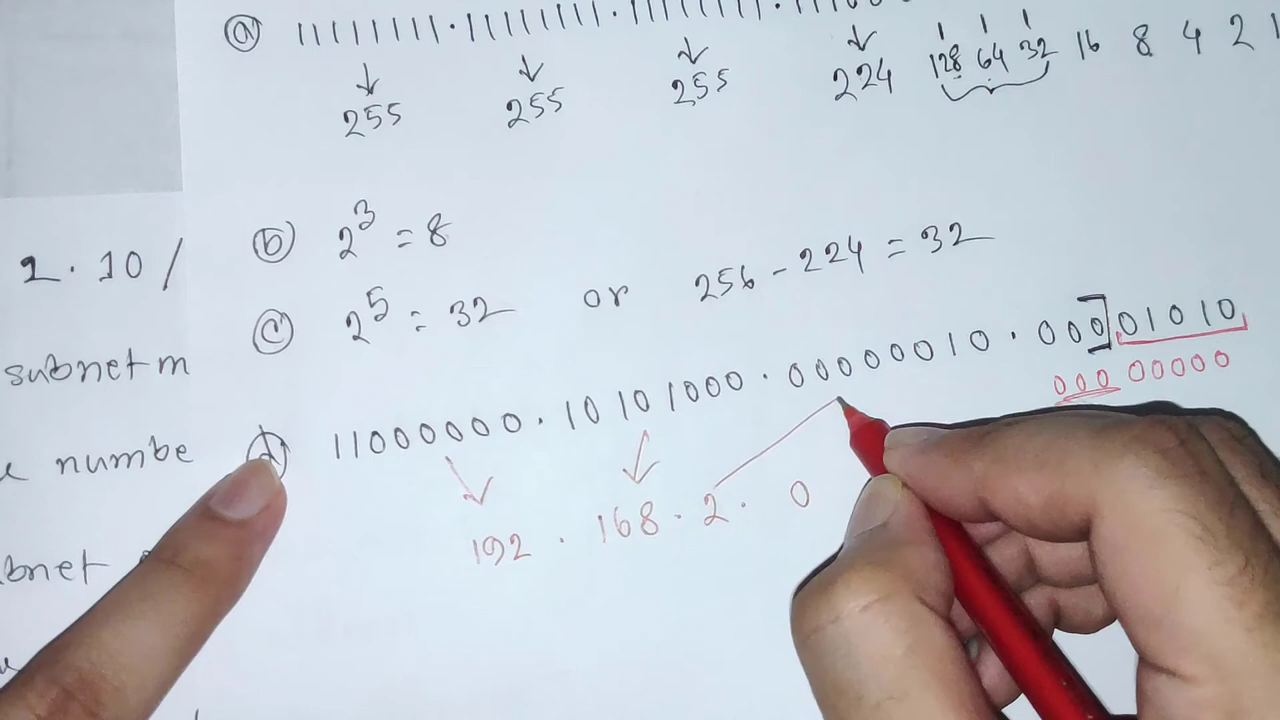 ⓐ 11111111.11111111.11111111.111
128 64 32 16 8 4 2 1
255 255 255 224
ⓑ 2³ = 8
2.10/
ⓒ 2⁵ = 32 or 256 - 224 = 32
subnet m
ⓓ 11000000.10101000.00000010.000]01010
000 00000
numbe
192.168.2.0
bnet